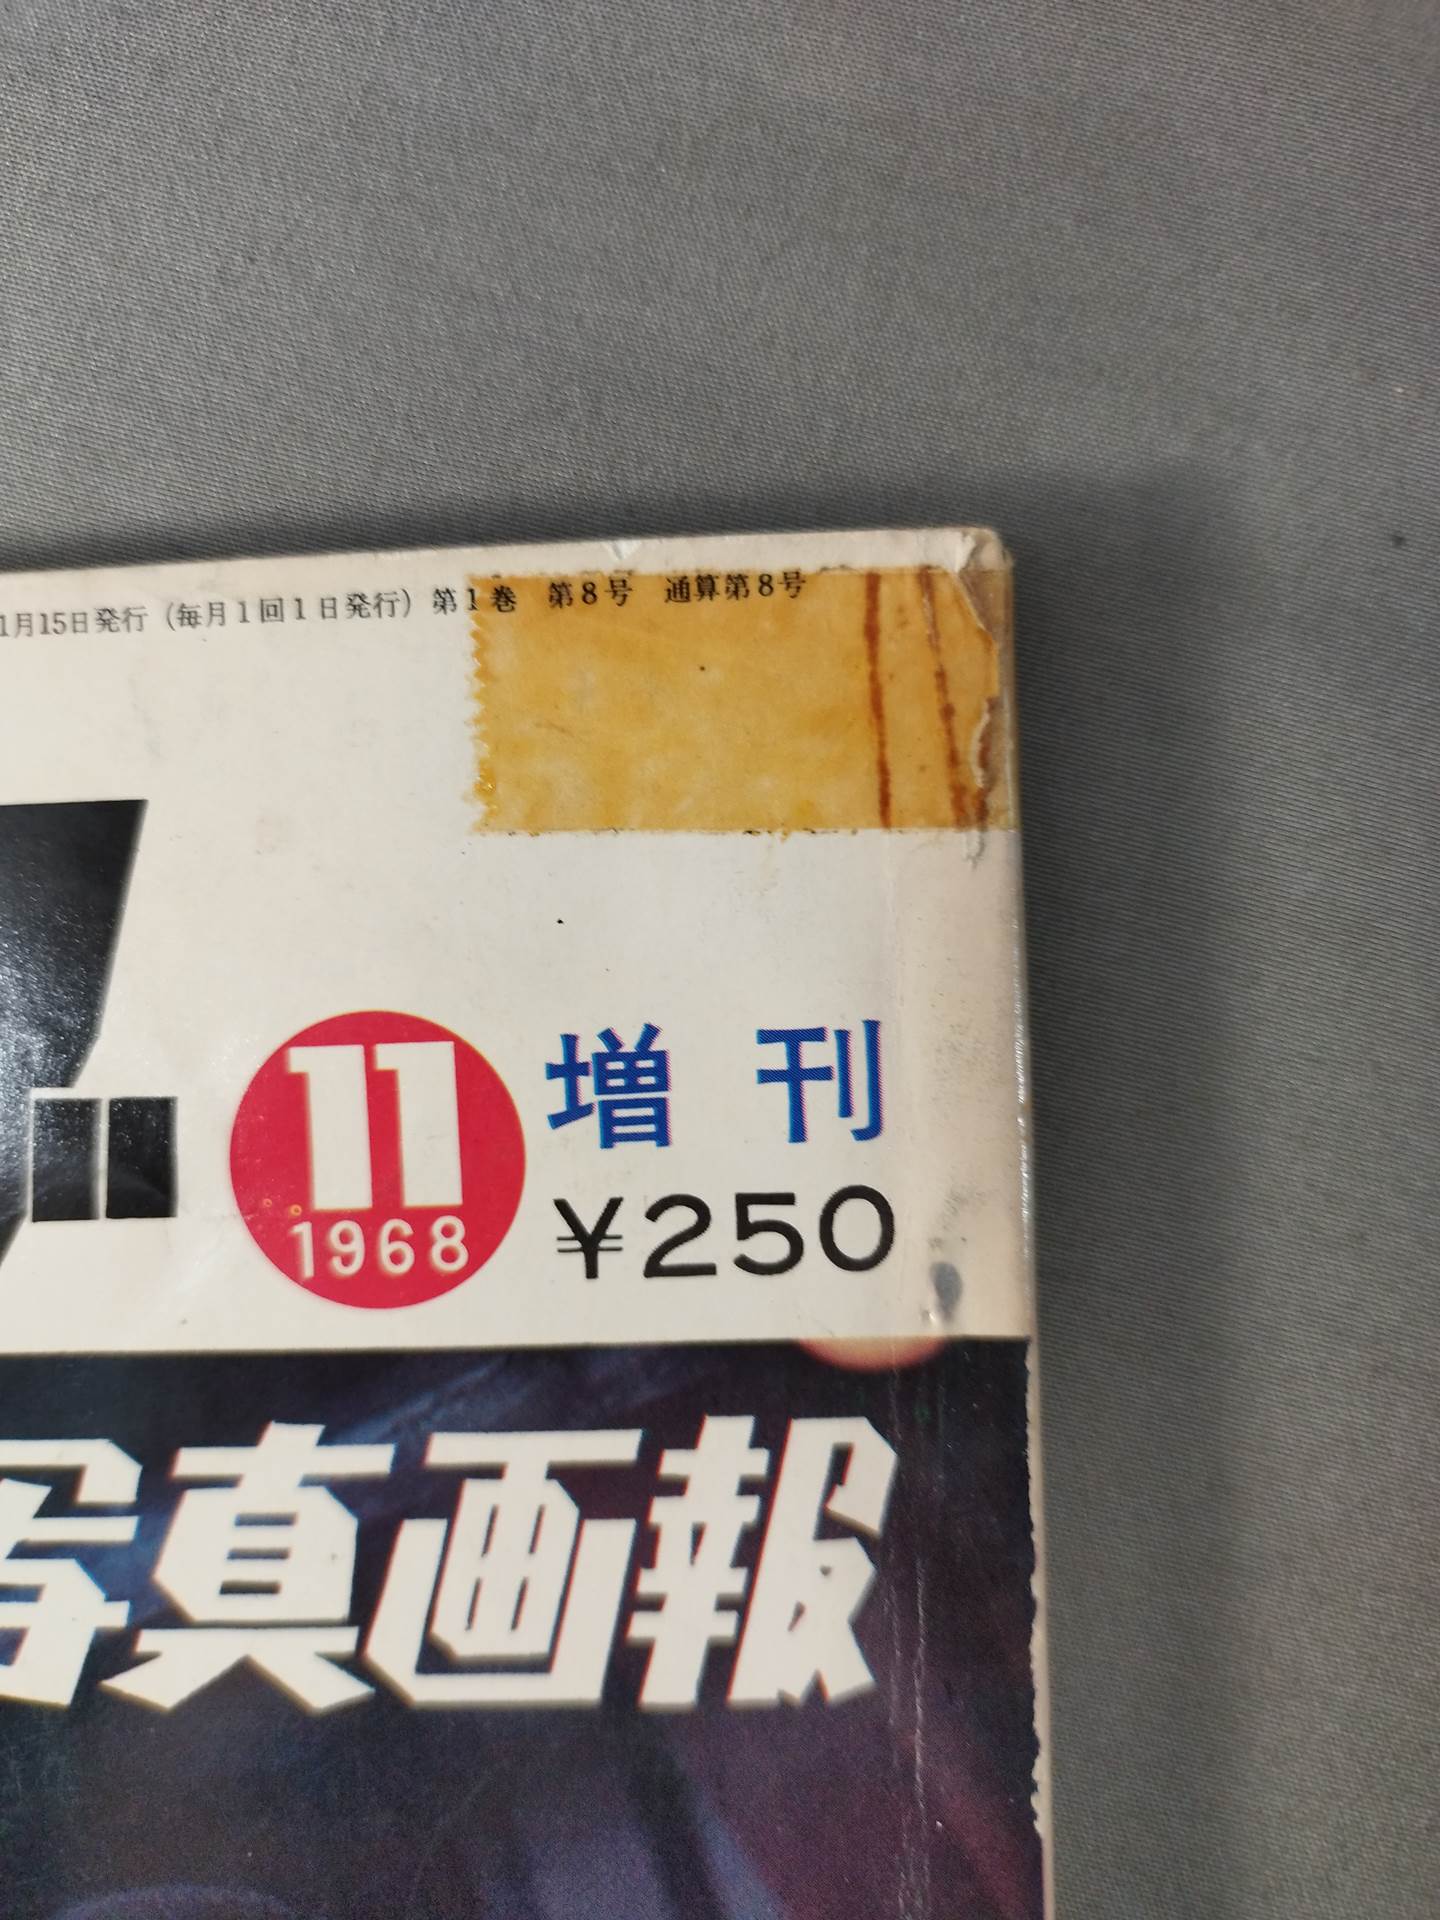 1月15日発行(毎月1回1日発行)第1巻 第8号 通算第8号
11 増刊
1968 ¥250
写真画報